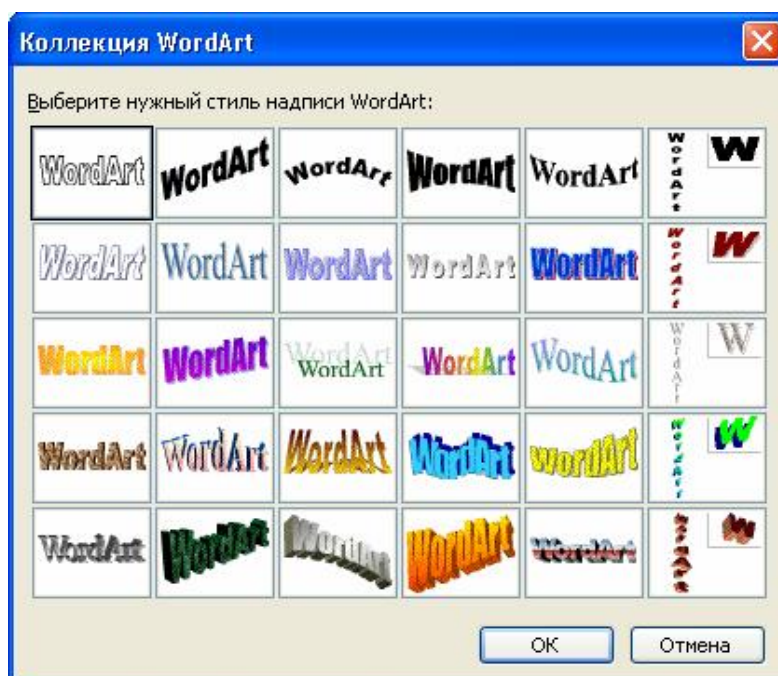 Коллекция WordArt
Выберите нужный стиль надписи WordArt:
WordArt WordArt WordArt WordArt WordArt WordArt W
WordArt WordArt WordArt WordArt WordArt WordArt W
WordArt WordArt WordArt WordArt WordArt WordArt WordArt W
WordArt WordArt WordArt WordArt WordArt WordArt W
WordArt WordArt WordArt WordArt WordArt WordArt W
ОК Отмена